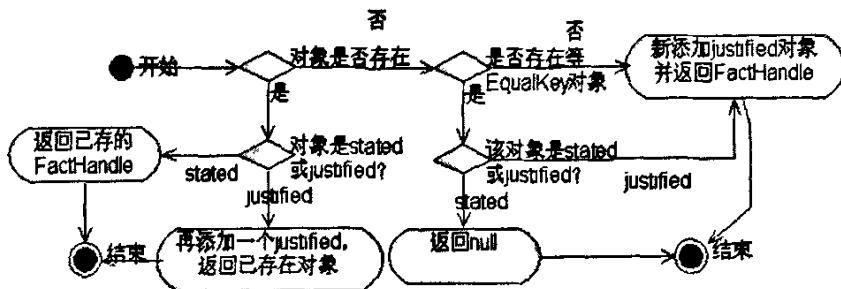 否
否
开始
对象是否存在
是否存在等
EqualKey对象
新添加justified对象
并返回FactHandle
是
是
返回已存的
FactHandle
stated
对象是stated
或justified?
justified
该对象是stated
或justified?
justified
stated
结束
再添加一个justified,
返回已存在对象
返回null
结束